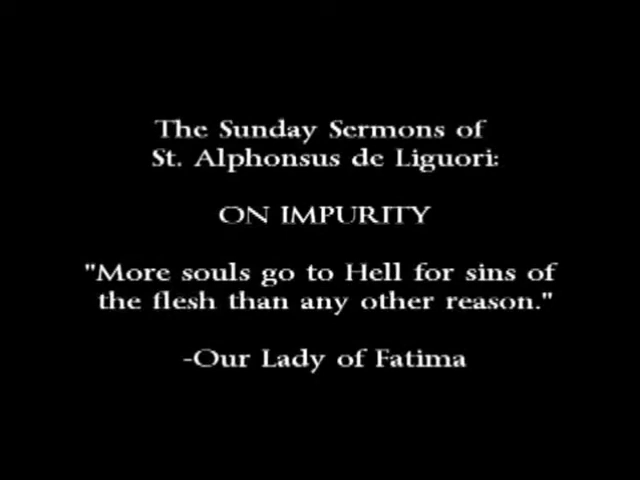 The Sunday Sermons of
St. Alphonsus de Liguori:
ON IMPURITY
"More souls go to Hell for sins of
the flesh than any other reason."
-Our Lady of Fatima